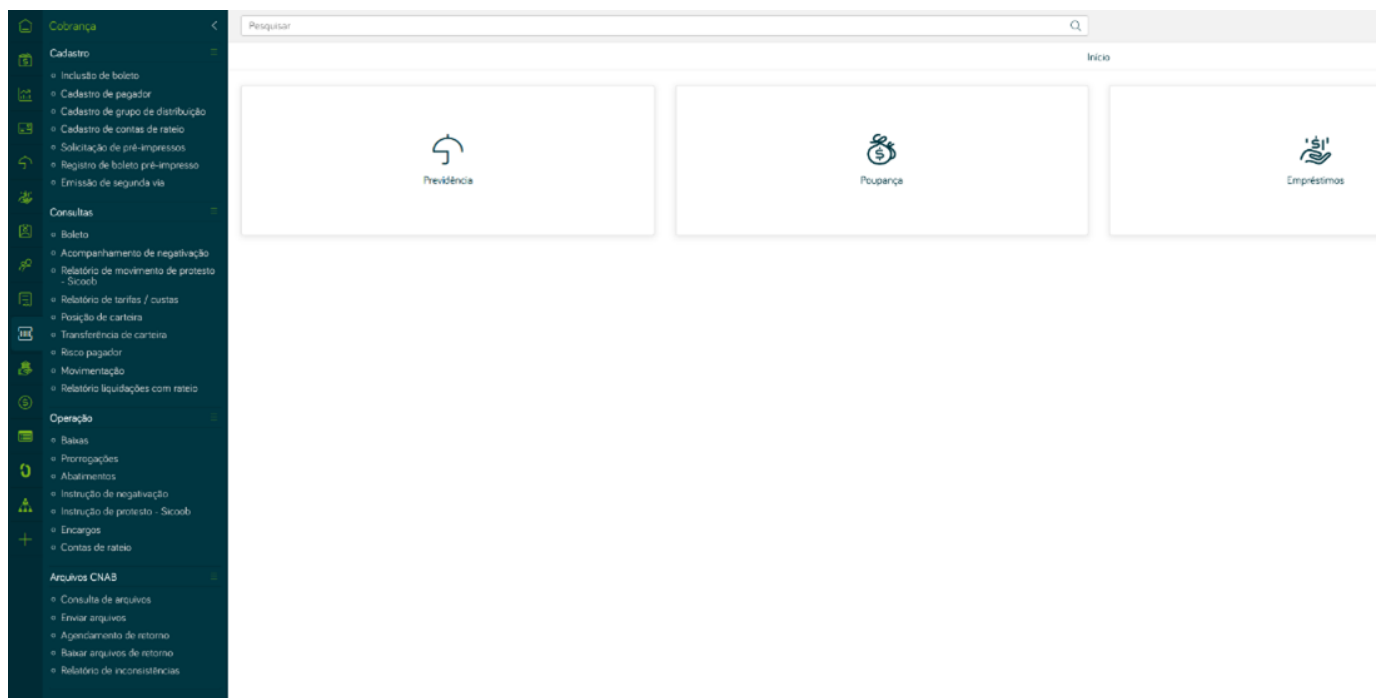 Cobrança
Cadastro
Inclusão de boleto
Cadastro de pagador
Cadastro de grupo de distribuição
Cadastro de contas de rateio
Solicitação de pré-impressos
Registro de boleto pré-impresso
Emissão de segunda via
Consultas
Boleto
Acompanhamento de negativação
Relatório de movimento de protesto
- Sicoob
Relatório de tarifas / custas
Posição de carteira
Transferência de carteira
Risco pagador
Movimentação
Relatório liquidações com rateio
Operação
Baixas
Prorrogações
Abatimentos
Instrução de negativação
Instrução de protesto - Sicoob
Encargos
Contas de rateio
Arquivos CNAB
Consulta de arquivos
Enviar arquivos
Agendamento de retorno
Baixar arquivos de retorno
Relatório de inconsistências
Pesquisar
Início
Previdência
Poupança
Empréstimos